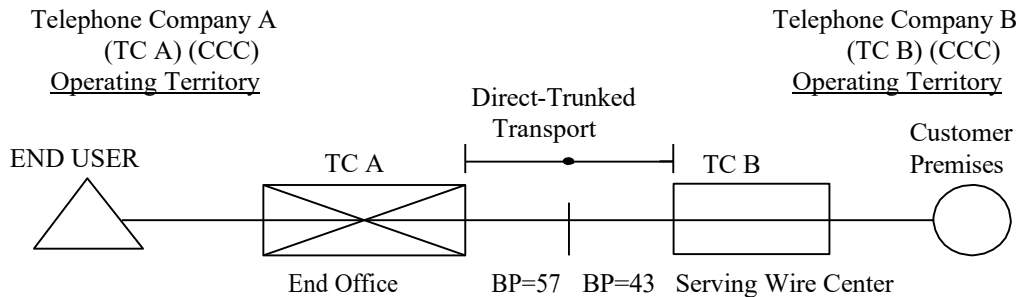 Telephone Company A
(TC A) (CCC)
Operating Territory
Telephone Company B
(TC B) (CCC)
Operating Territory
Direct-Trunked
Transport
Customer
Premises
END USER
TC A
TC B
End Office
BP=57
BP=43
Serving Wire Center